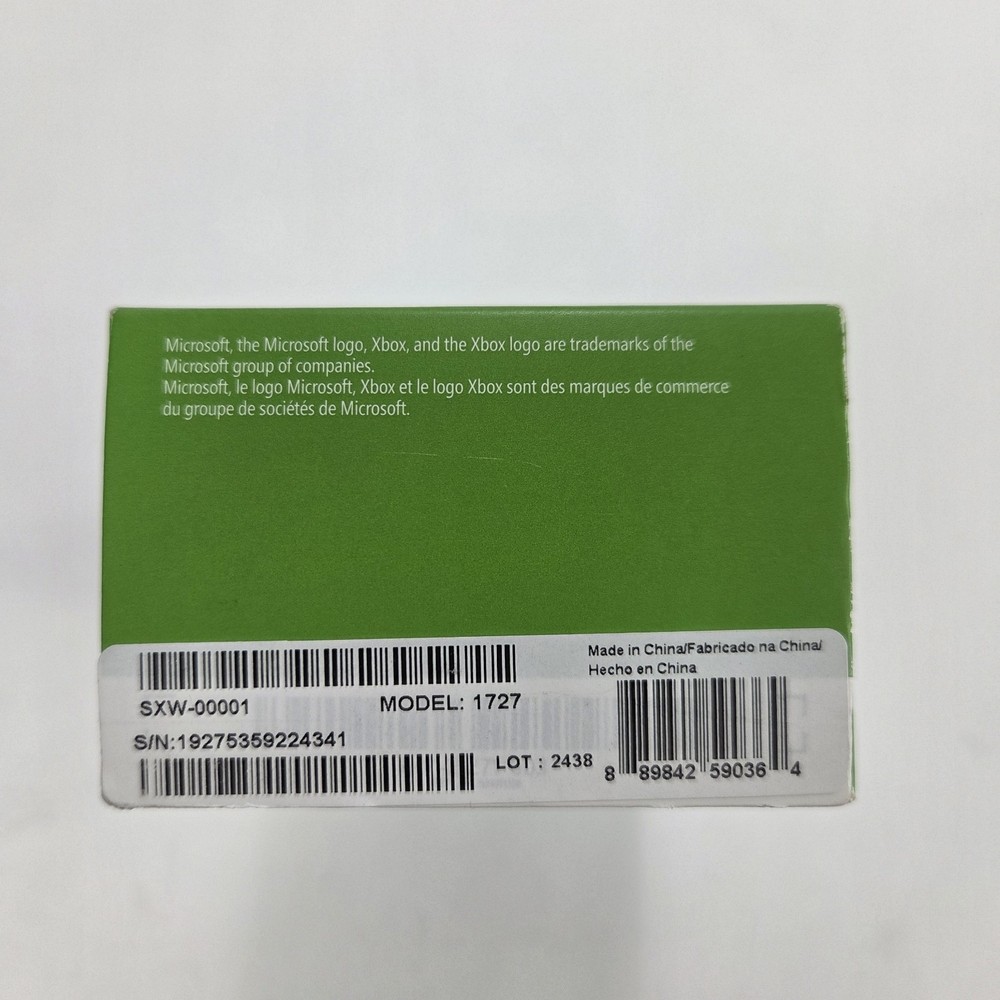 Microsoft, the Microsoft logo, Xbox, and the Xbox logo are trademarks of the
Microsoft group of companies.
Microsoft, le logo Microsoft, Xbox et le logo Xbox sont des marques de commerce
du groupe de sociétés de Microsoft.
Made in China/Fabricado na China/
Hecho en China
SXW-00001 MODEL: 1727
S/N:19275359224341
LOT : 2438
8 89842 59036 4